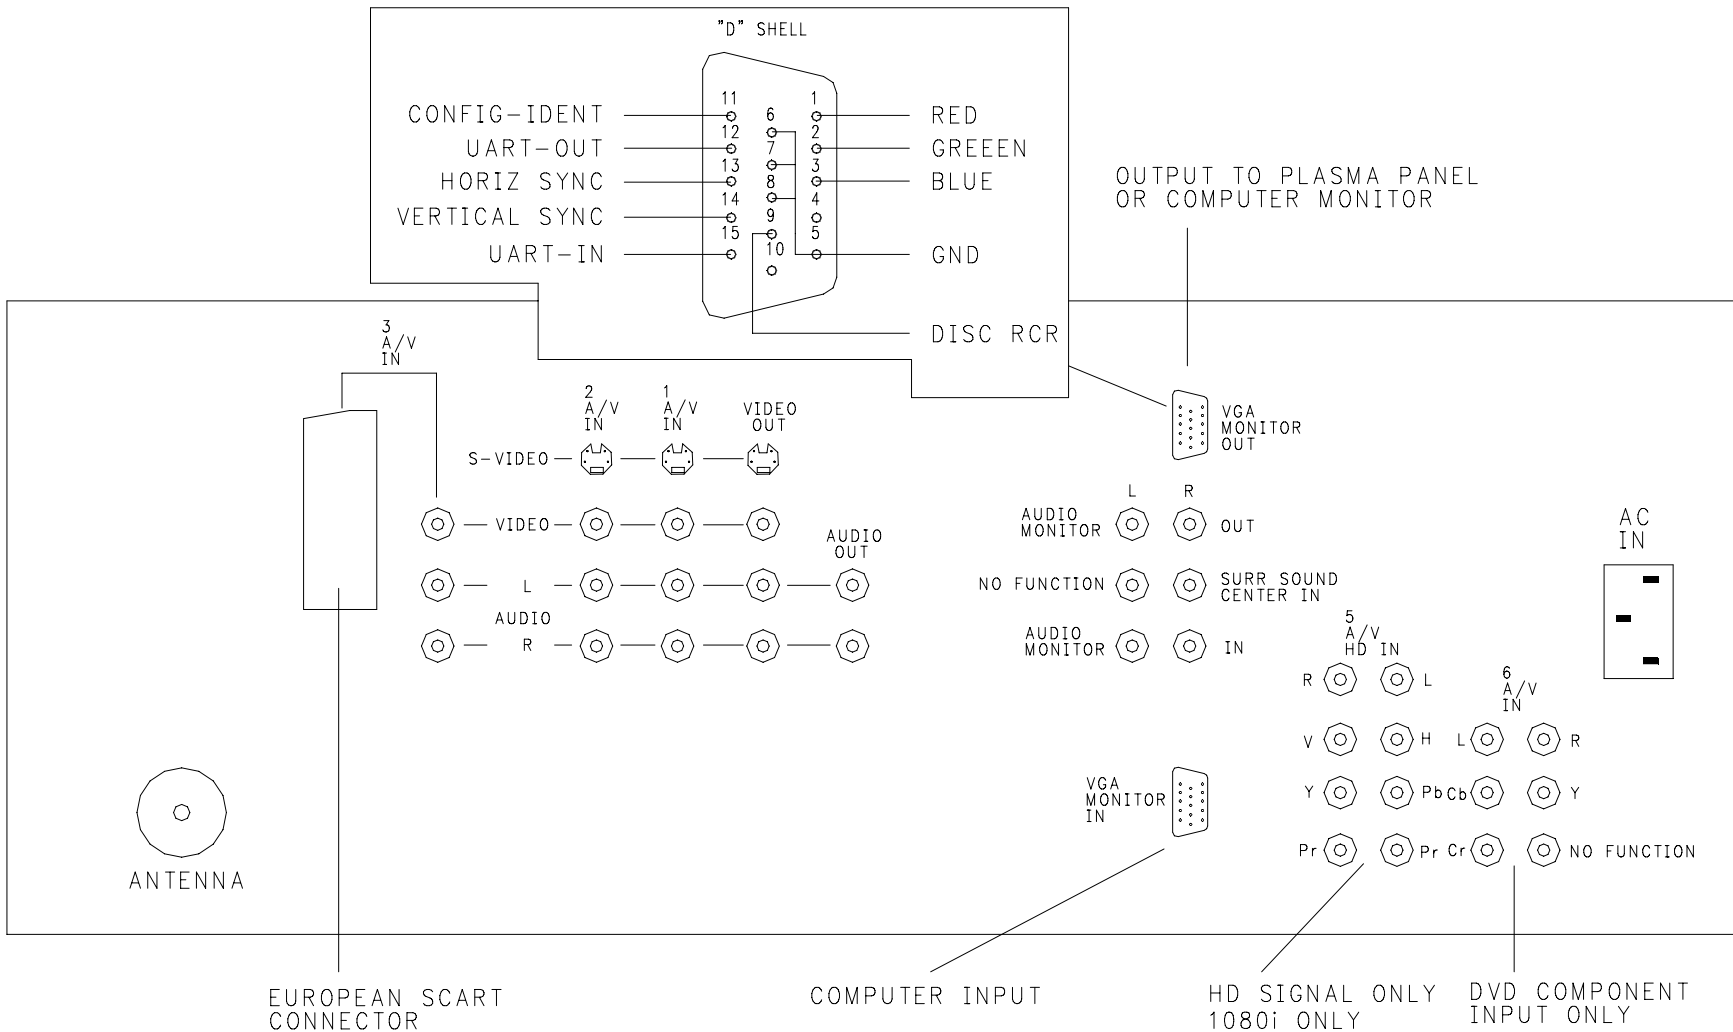 "D" SHELL
11
1
CONFIG-IDENT
6
RED
12
2
UART-OUT
7
GREEEN
13
3
HORIZ SYNC
8
BLUE
14
4
VERTICAL SYNC
9
15
5
UART-IN
10
GND
DISC RCR
OUTPUT TO PLASMA PANEL
OR COMPUTER MONITOR
3
A/V
IN
2
A/V
IN
1
A/V
IN
VIDEO
OUT
S-VIDEO
VIDEO
AUDIO
OUT
L
AUDIO
R
VGA
MONITOR
OUT
L
R
AUDIO
MONITOR
OUT
NO FUNCTION
SURR SOUND
CENTER IN
AUDIO
MONITOR
IN
AC
IN
5
A/V
HD IN
R
L
V
H
Y
Pb
Pr
Pr
6
A/V
IN
L
R
Cb
Y
Cr
NO FUNCTION
VGA
MONITOR
IN
ANTENNA
EUROPEAN SCART
CONNECTOR
COMPUTER INPUT
HD SIGNAL ONLY
1080i ONLY
DVD COMPONENT
INPUT ONLY